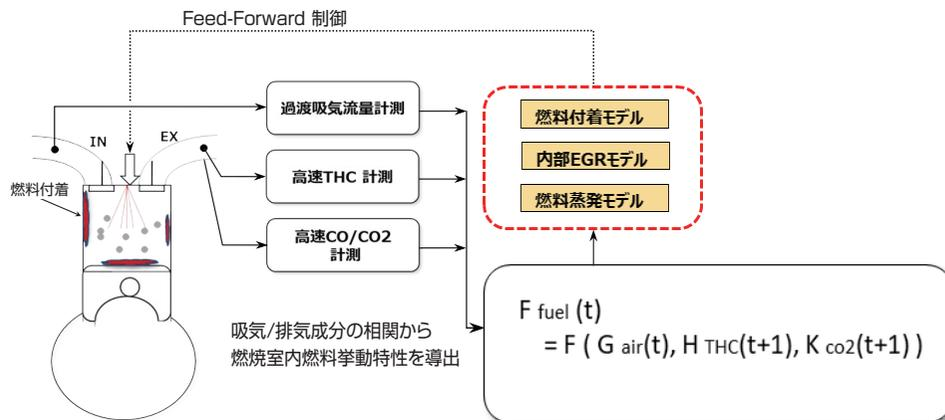 Feed-Forward 制御
IN
EX
燃料付着
過渡吸気流量計測
高速THC 計測
高速CO/CO2
計測
燃料付着モデル
内部EGRモデル
燃料蒸発モデル
吸気/排気成分の相関から
燃焼室内燃料挙動特性を導出
F fuel (t)
= F ( G air(t), H THC(t+1), K co2(t+1) )